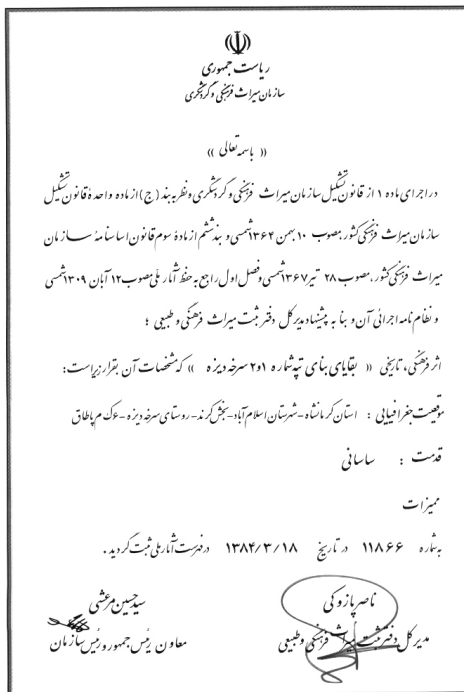 ریاست جمهوری
سازمان میراث فرهنگی و گردشگری
« باسمه تعالی »
در اجرای ماده ۱ از قانون تشکیل سازمان میراث فرهنگی و گردشگری و نظر به بند ( ج ) از ماده واحدهٔ قانون تشکیل
سازمان میراث فرهنگی کشور مصوب ۱۰ بهمن ۱۳۶۴ شمسی و بند ششم از مادهٔ سوم قانون اساسنامهٔ سازمان
میراث فرهنگی کشور، مصوب ۲۸ تیر ۱۳۶۷ شمسی و فصل اول راجع به حفظ آثار ملی مصوب ۱۲ آبان ۱۳۰۹ شمسی
و نظام نامه اجرائی آن و بنا به پیشنهاد مدیر کل دفتر ثبت میراث فرهنگی و طبیعی ؛
اثر فرهنگی، تاریخی « بقایای بنای تپه شماره ۱و۲ سرخه دیزه » که مشخصات آن بقرار زیر است:
موقعیت جغرافیایی : استان کرمانشاه - شهرستان اسلام آباد - بخش کرند - روستای سرخه دیزه - ۶ک م پاطاق
قدمت : ساسانی
ممیزات
بشماره ۱۱۸۶۶ در تاریخ ۱۳۸۴/۳/۱۸ در فهرست آثار ملی ثبت گردید .
ناصر پازوکی
مدیر کل دفتر ثبت میراث فرهنگی و طبیعی
سید حسین مرعشی
معاون رئیس جمهور و رئیس سازمان